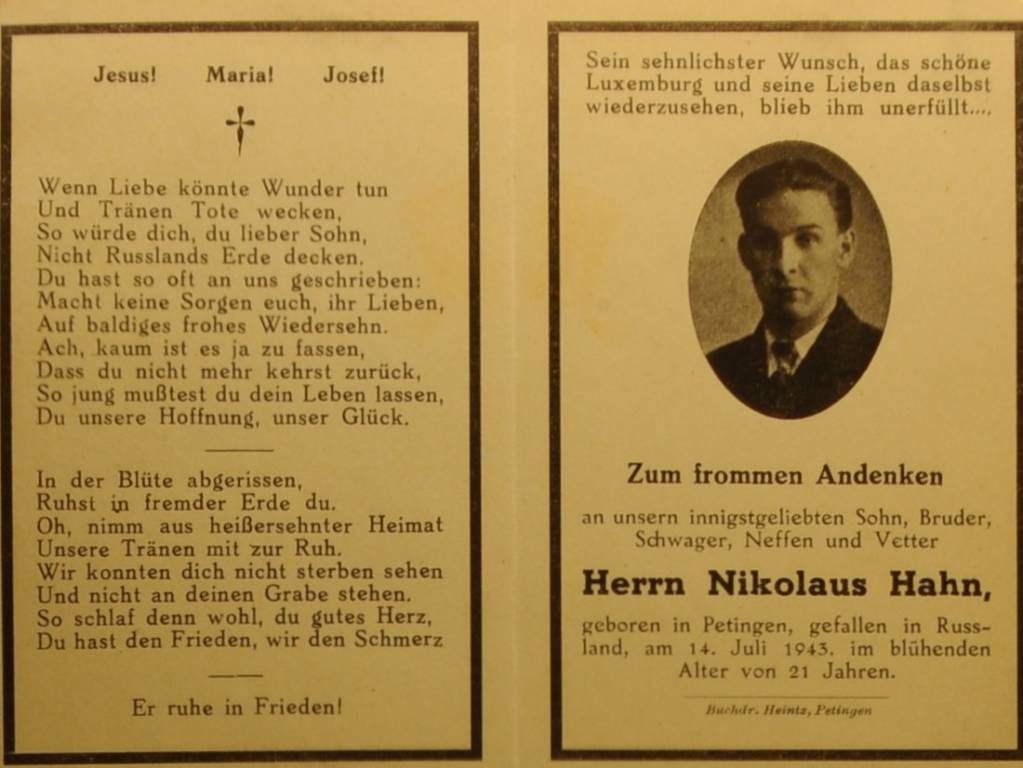 Jesus! Maria! Josef!
Wenn Liebe könnte Wunder tun
Und Tränen Tote wecken,
So würde dich, du lieber Sohn,
Nicht Russlands Erde decken.
Du hast so oft an uns geschrieben:
Macht keine Sorgen euch, ihr Lieben,
Auf baldiges frohes Wiedersehn.
Ach, kaum ist es ja zu fassen,
Dass du nicht mehr kehrst zurück,
So jung mußtest du dein Leben lassen,
Du unsere Hoffnung, unser Glück.
In der Blüte abgerissen,
Ruhst in fremder Erde du.
Oh, nimm aus heißersehnter Heimat
Unsere Tränen mit zur Ruh.
Wir konnten dich nicht sterben sehen
Und nicht an deinen Grabe stehen.
So schlaf denn wohl, du gutes Herz,
Du hast den Frieden, wir den Schmerz
Er ruhe in Frieden!
Sein sehnlichster Wunsch, das schöne
Luxemburg und seine Lieben daselbst
wiederzusehen, blieb ihm unerfüllt....
Zum frommen Andenken
an unsern innigstgeliebten Sohn, Bruder,
Schwager, Neffen und Vetter
Herrn Nikolaus Hahn,
geboren in Petingen, gefallen in Russ-
land, am 14. Juli 1943. im blühenden
Alter von 21 Jahren.
Buchdr. Heintz, Petingen